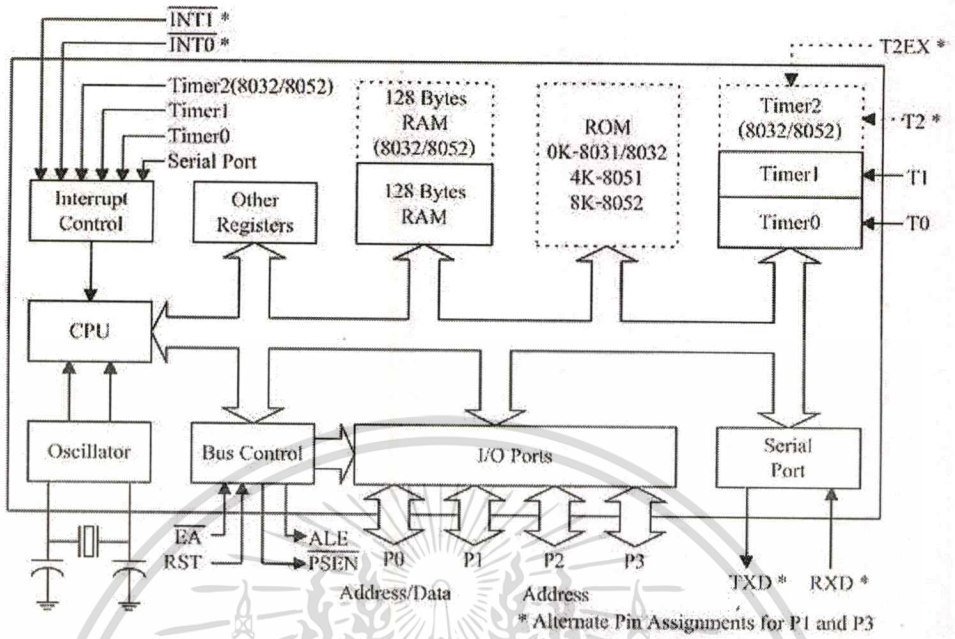 INT1 *
INT0 *
T2EX *
Timer2(8032/8052)
Timer1
Timer0
Serial Port
128 Bytes
RAM
(8032/8052)
128 Bytes
RAM
ROM
0K-8031/8032
4K-8051
8K-8052
Timer2
(8032/8052)
T2 *
Timer1
T1
Timer0
T0
Interrupt
Control
Other
Registers
CPU
Oscillator
Bus Control
I/O Ports
Serial
Port
EA
RST
ALE
PSEN
P0
P1
P2
P3
TXD *
RXD *
Address/Data
Address
* Alternate Pin Assignments for P1 and P3